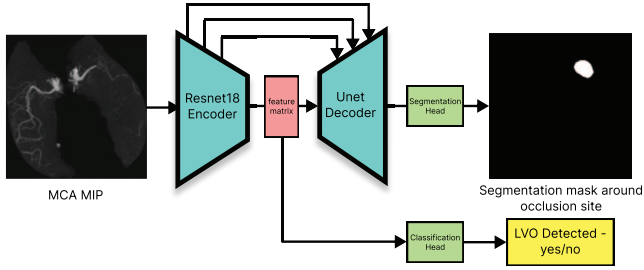 Resnet18
Encoder
feature
matrix
Unet
Decoder
Segmentation
Head
MCA MIP
Segmentation mask around
occlusion site
Classification
Head
LVO Detected -
yes/no